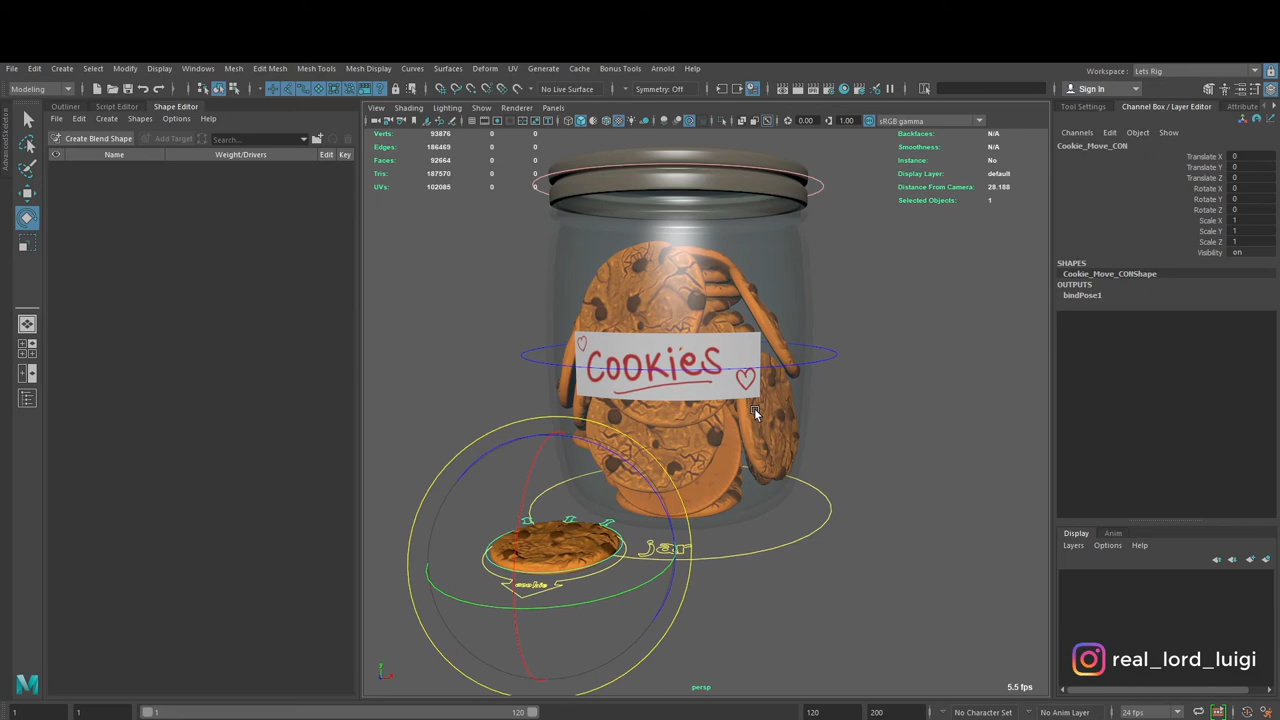 File Edit Create Select Modify Display Windows Mesh Edit Mesh Mesh Tools Mesh Display Curves Surfaces Deform UV Generate Cache Bonus Tools Arnold Help Workspace : Lets Rig
Modeling No Live Surface Symmetry: Off Sign In
Outliner Script Editor Shape Editor View Shading Lighting Show Renderer Panels Tool Settings Channel Box / Layer Editor Attribute
File Edit Create Shapes Options Help 0.00 1.00 sRGB gamma
Create Blend Shape Add Target Search...
Name Weight/Drivers Edit Key
Verts: 93876 0 0
Edges: 186469 0 0
Faces: 92664 0 0
Tris: 187570 0 0
UVs: 102085 0 0
Backfaces: N/A
Smoothness: N/A
Instance: No
Display Layer: default
Distance From Camera: 28.188
Selected Objects: 1
Channels Edit Object Show
Cookie_Move_CON
Translate X 0
Translate Y 0
Translate Z 0
Rotate X 0
Rotate Y 0
Rotate Z 0
Scale X 1
Scale Y 1
Scale Z 1
Visibility on
SHAPES
Cookie_Move_CONShape
OUTPUTS
bindPose1
AdvancedSkeleton
Cookies
jar
cookie
Display Anim
Layers Options Help
real_lord_luigi
persp
5.5 fps
1 1 1 120 120 200 No Character Set No Anim Layer 24 fps